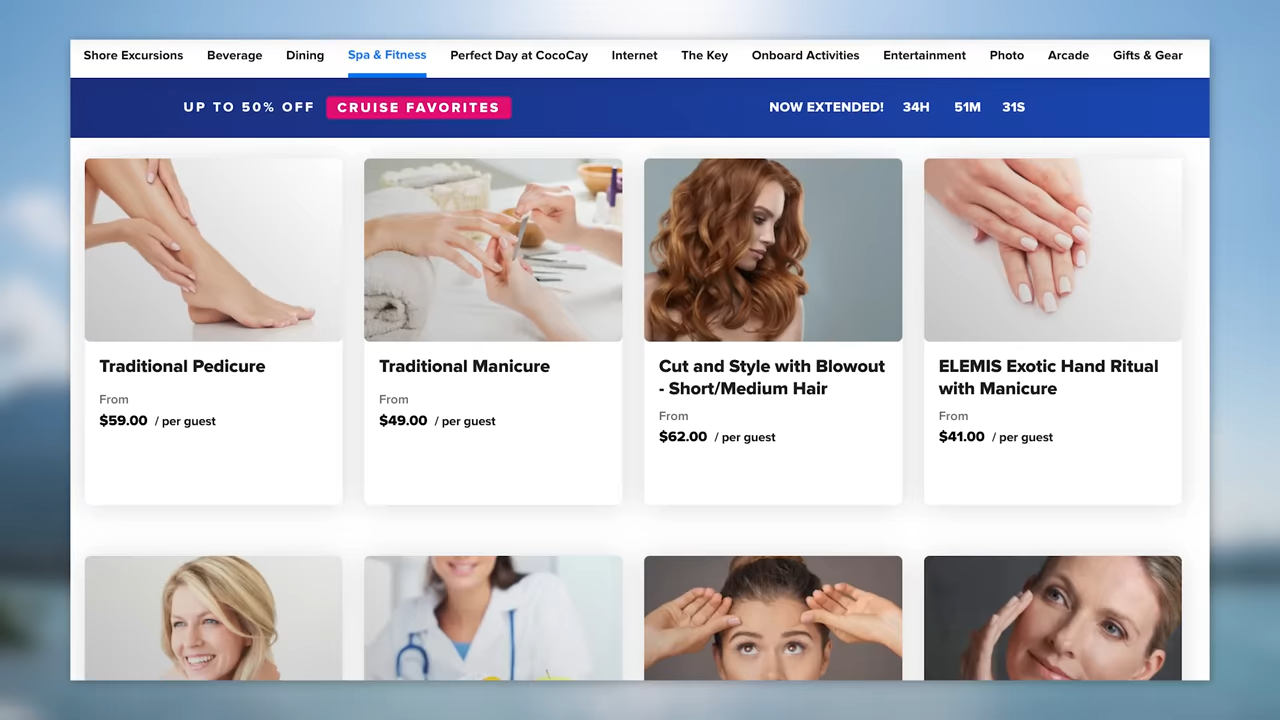 Shore Excursions Beverage Dining Spa & Fitness Perfect Day at CocoCay Internet The Key Onboard Activities Entertainment Photo Arcade Gifts & Gear
UP TO 50% OFF CRUISE FAVORITES NOW EXTENDED! 34H 51M 31S
Traditional Pedicure
From
$59.00 / per guest
Traditional Manicure
From
$49.00 / per guest
Cut and Style with Blowout
- Short/Medium Hair
From
$62.00 / per guest
ELEMIS Exotic Hand Ritual
with Manicure
From
$41.00 / per guest